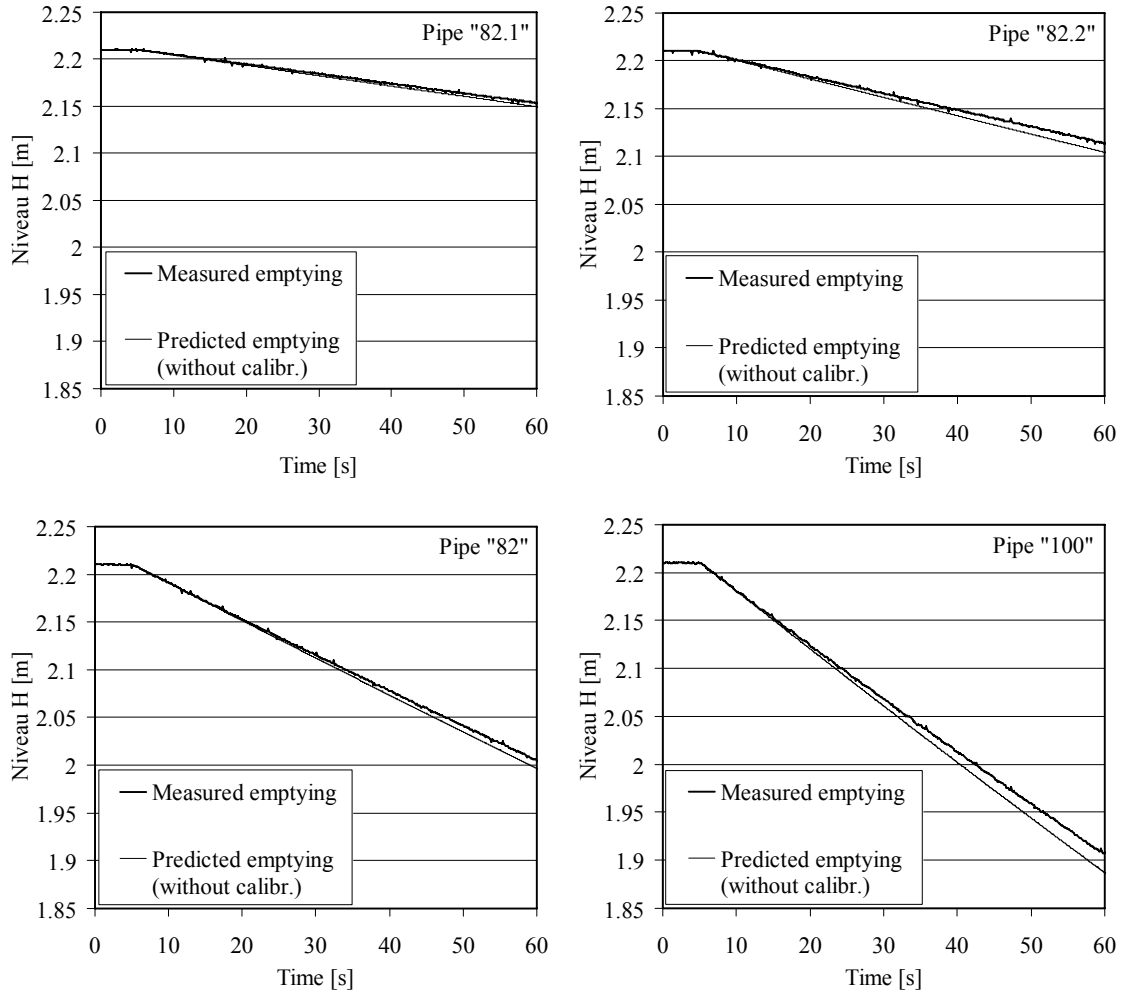 Pipe "82.1"
Niveau H [m]
2.25
2.2
2.15
2.1
2.05
2
1.95
1.9
1.85
Measured emptying
Predicted emptying
(without calibr.)
0 10 20 30 40 50 60
Time [s]
Pipe "82.2"
Niveau H [m]
2.25
2.2
2.15
2.1
2.05
2
1.95
1.9
1.85
Measured emptying
Predicted emptying
(without calibr.)
0 10 20 30 40 50 60
Time [s]
Pipe "82"
Niveau H [m]
2.25
2.2
2.15
2.1
2.05
2
1.95
1.9
1.85
Measured emptying
Predicted emptying
(without calibr.)
0 10 20 30 40 50 60
Time [s]
Pipe "100"
Niveau H [m]
2.25
2.2
2.15
2.1
2.05
2
1.95
1.9
1.85
Measured emptying
Predicted emptying
(without calibr.)
0 10 20 30 40 50 60
Time [s]